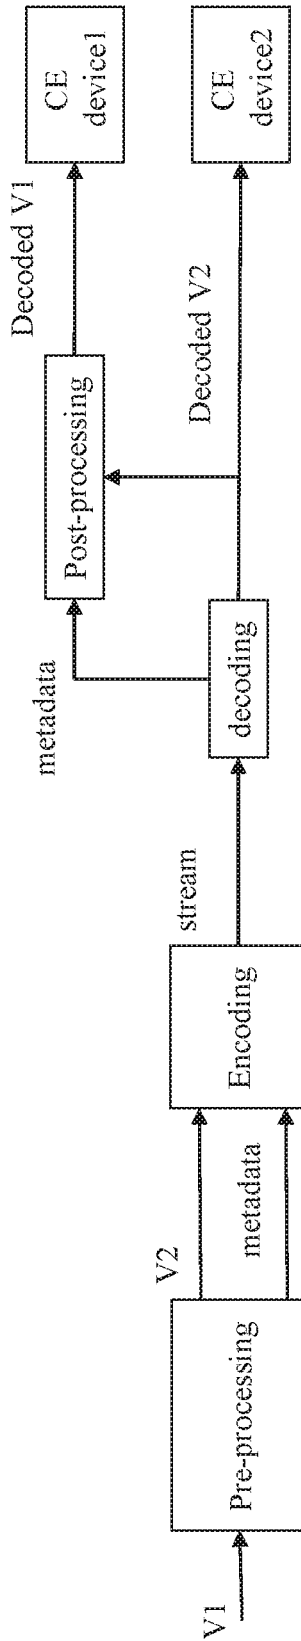 V1
Pre-processing
V2
metadata
Encoding
stream
decoding
metadata
Post-processing
Decoded V1
Decoded V2
CE
device1
CE
device2